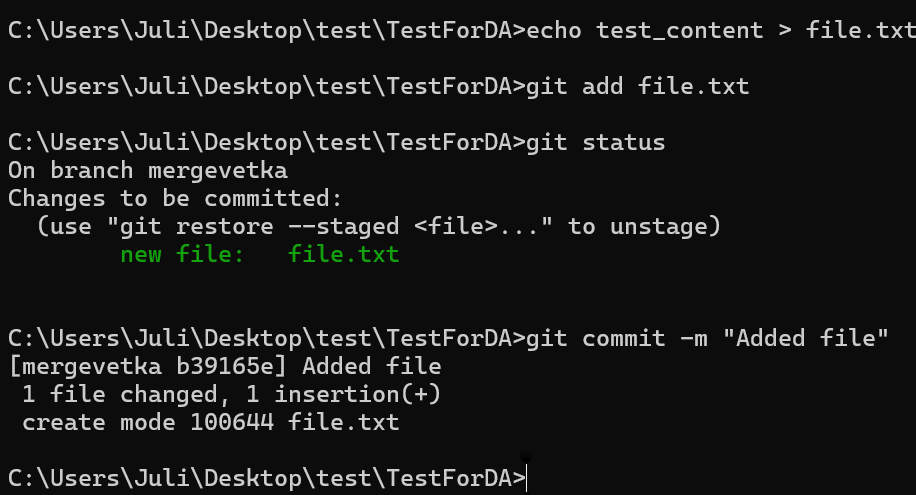 C:\Users\Juli\Desktop\test\TestForDA>echo test_content > file.txt
C:\Users\Juli\Desktop\test\TestForDA>git add file.txt
C:\Users\Juli\Desktop\test\TestForDA>git status
On branch mergevetka
Changes to be committed:
  (use "git restore --staged <file>..." to unstage)
        new file:   file.txt
C:\Users\Juli\Desktop\test\TestForDA>git commit -m "Added file"
[mergevetka b39165e] Added file
 1 file changed, 1 insertion(+)
 create mode 100644 file.txt
C:\Users\Juli\Desktop\test\TestForDA>